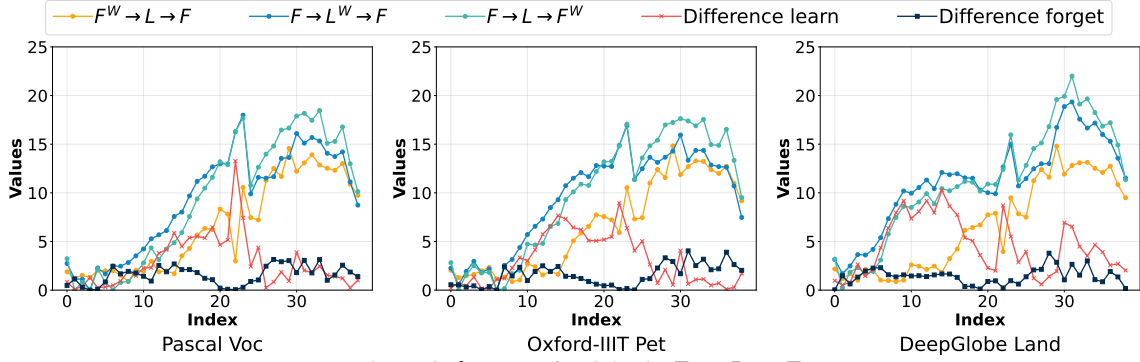 F^W → L → F F → L^W → F F → L → F^W Difference learn Difference forget
25 25 25
20 20 20
15 15 15
10 10 10
5 5 5
0 0 0
Values Values Values
0 10 20 30 0 10 20 30 0 10 20 30
Index Index Index
Pascal Voc Oxford-IIIT Pet DeepGlobe Land